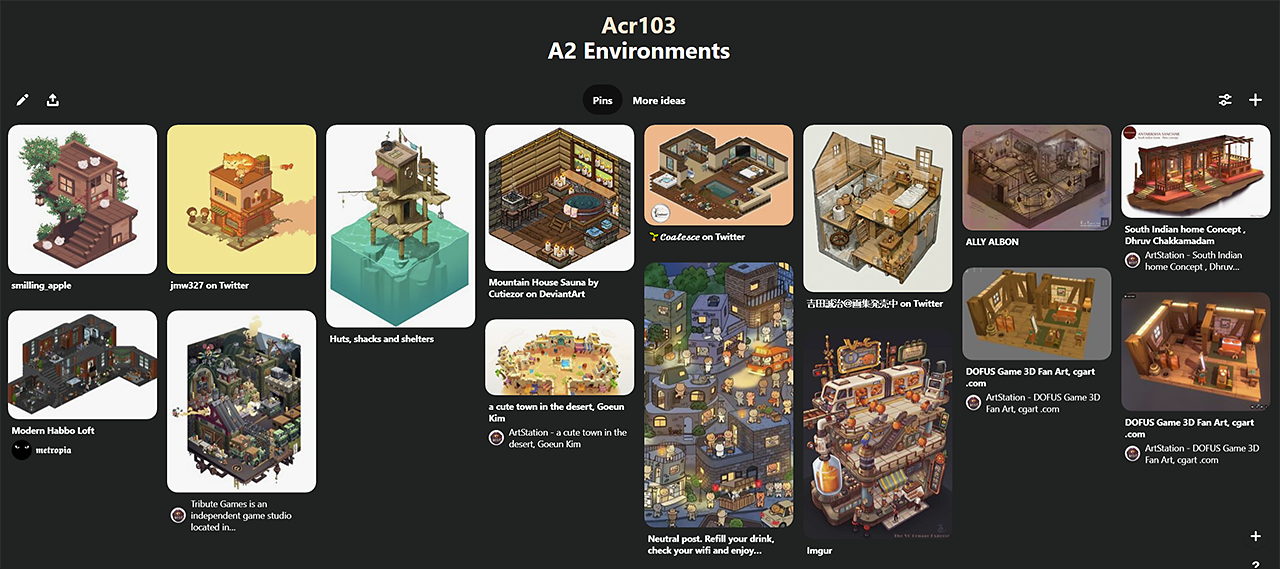 Acr103
A2 Environments
Pins
More ideas
smilling_apple
Modern Habbo Loft
metropia
jmw327 on Twitter
Tribute Games is an
independent game studio
located in...
Huts, shacks and shelters
Mountain House Sauna by
Cutiezor on DeviantArt
a cute town in the desert, Goeun
Kim
ArtStation - a cute town in the
desert, Goeun Kim
Coalesce on Twitter
Neutral post. Refill your drink,
check your wifi and enjoy...
吉田誠治@画集発売中 on Twitter
Imgur
ALLY ALBON
DOFUS Game 3D Fan Art, cgart
.com
ArtStation - DOFUS Game 3D
Fan Art, cgart .com
South Indian home Concept ,
Dhruv Chakkamadam
ArtStation - South Indian
home Concept , Dhruv...
DOFUS Game 3D Fan Art, cgart
.com
ArtStation - DOFUS Game 3D
Fan Art, cgart .com
?